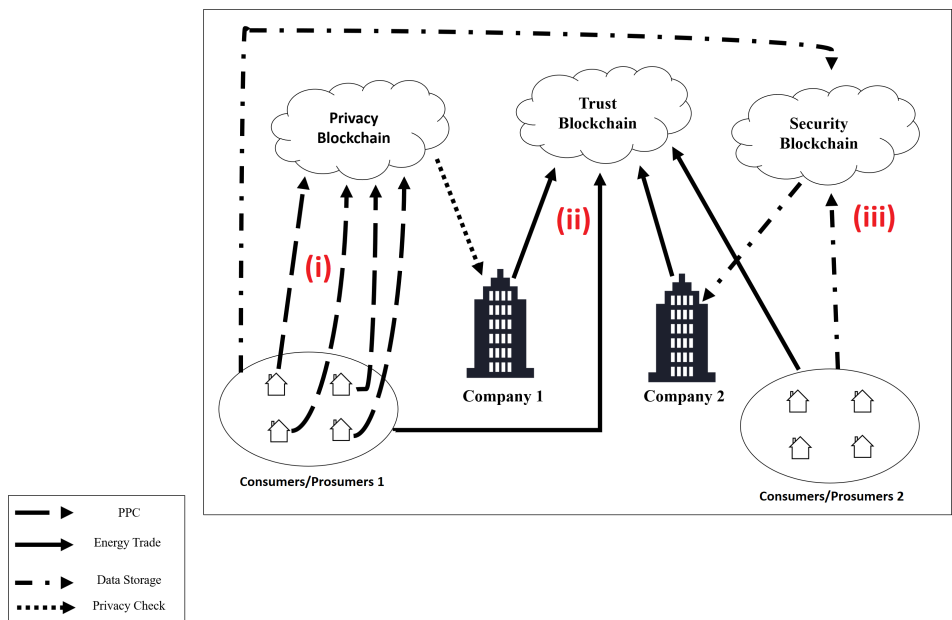 Privacy
Blockchain
Trust
Blockchain
Security
Blockchain
(i)
(ii)
(iii)
Company 1
Company 2
Consumers/Prosumers 1
Consumers/Prosumers 2
PPC
Energy Trade
Data Storage
Privacy Check